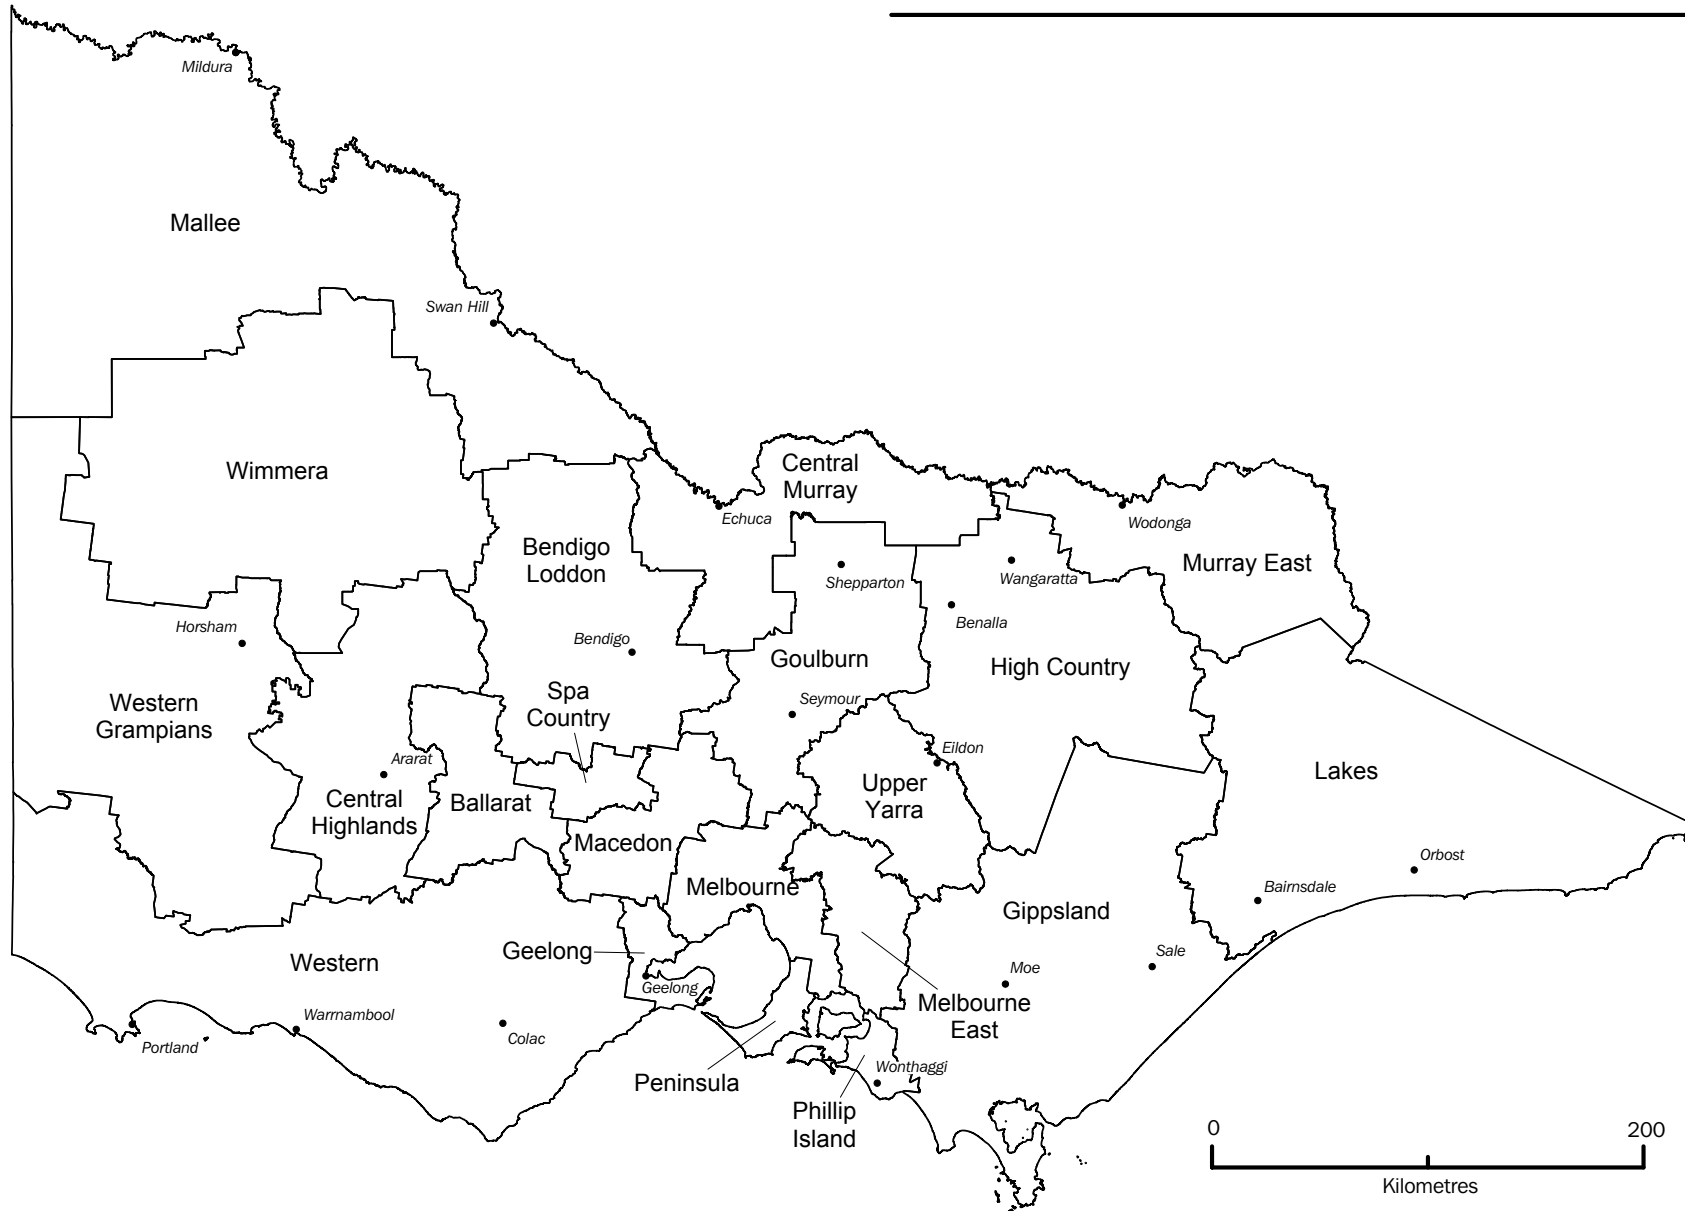 Mildura
Mallee
Swan Hill
Wimmera
Central
Murray
Echuca
Wodonga
Bendigo
Loddon
Murray East
Shepparton
Wangaratta
Benalla
Horsham
Bendigo
Goulburn
High Country
Western
Grampians
Spa
Country
Seymour
Ararat
Eildon
Lakes
Central
Highlands
Ballarat
Upper
Yarra
Macedon
Orbost
Melbourne
Bairnsdale
Gippsland
Geelong
Western
Sale
Moe
Geelong
Melbourne
East
Warrnambool
Portland
Colac
Wonthaggi
Peninsula
Phillip
Island
0 200
Kilometres